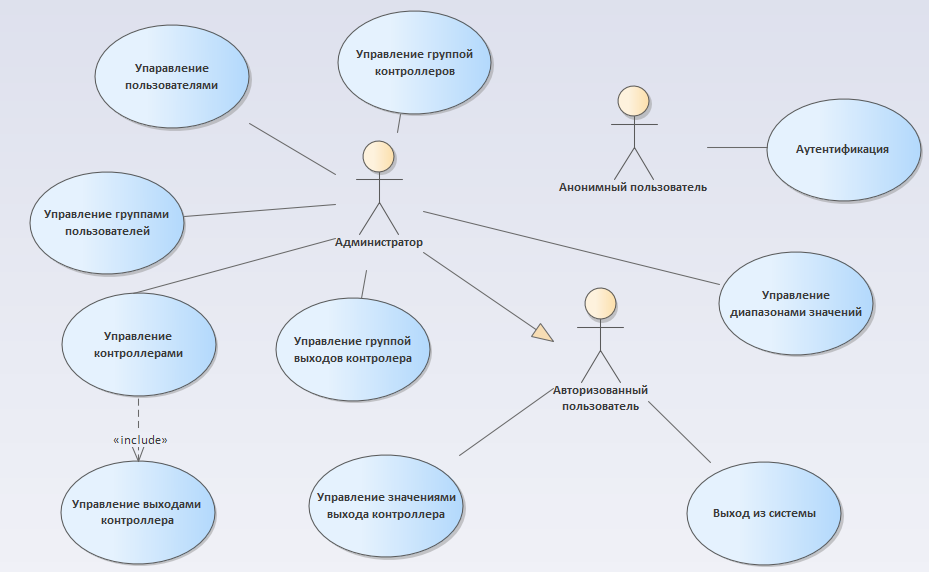 Упаравление
пользователями
Управление группой
контроллеров
Аутентификация
Анонимный пользователь
Управление группами
пользователей
Администратор
Управление
диапазонами значений
Управление
контроллерами
Управление группой
выходов контролера
Авторизованный
пользователь
«include»
Управление выходами
контроллера
Управление значениями
выхода контроллера
Выход из системы